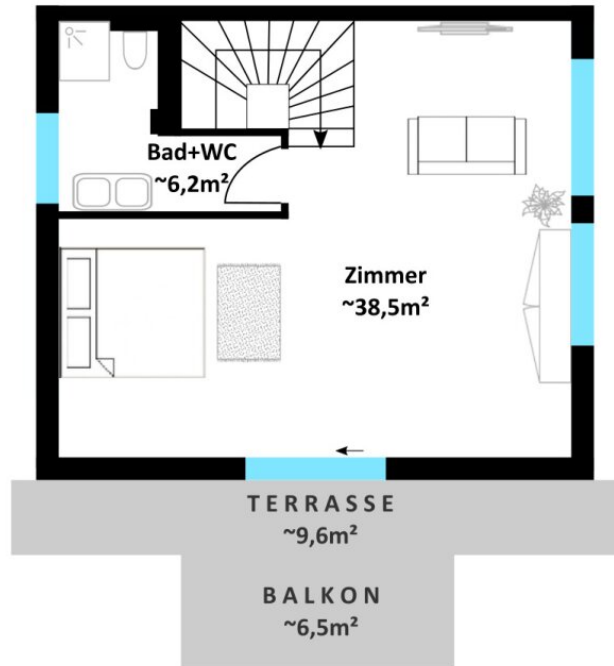 Bad+WC
~6,2m²
Zimmer
~38,5m²
TERRASSE
~9,6m²
BALKON
~6,5m²